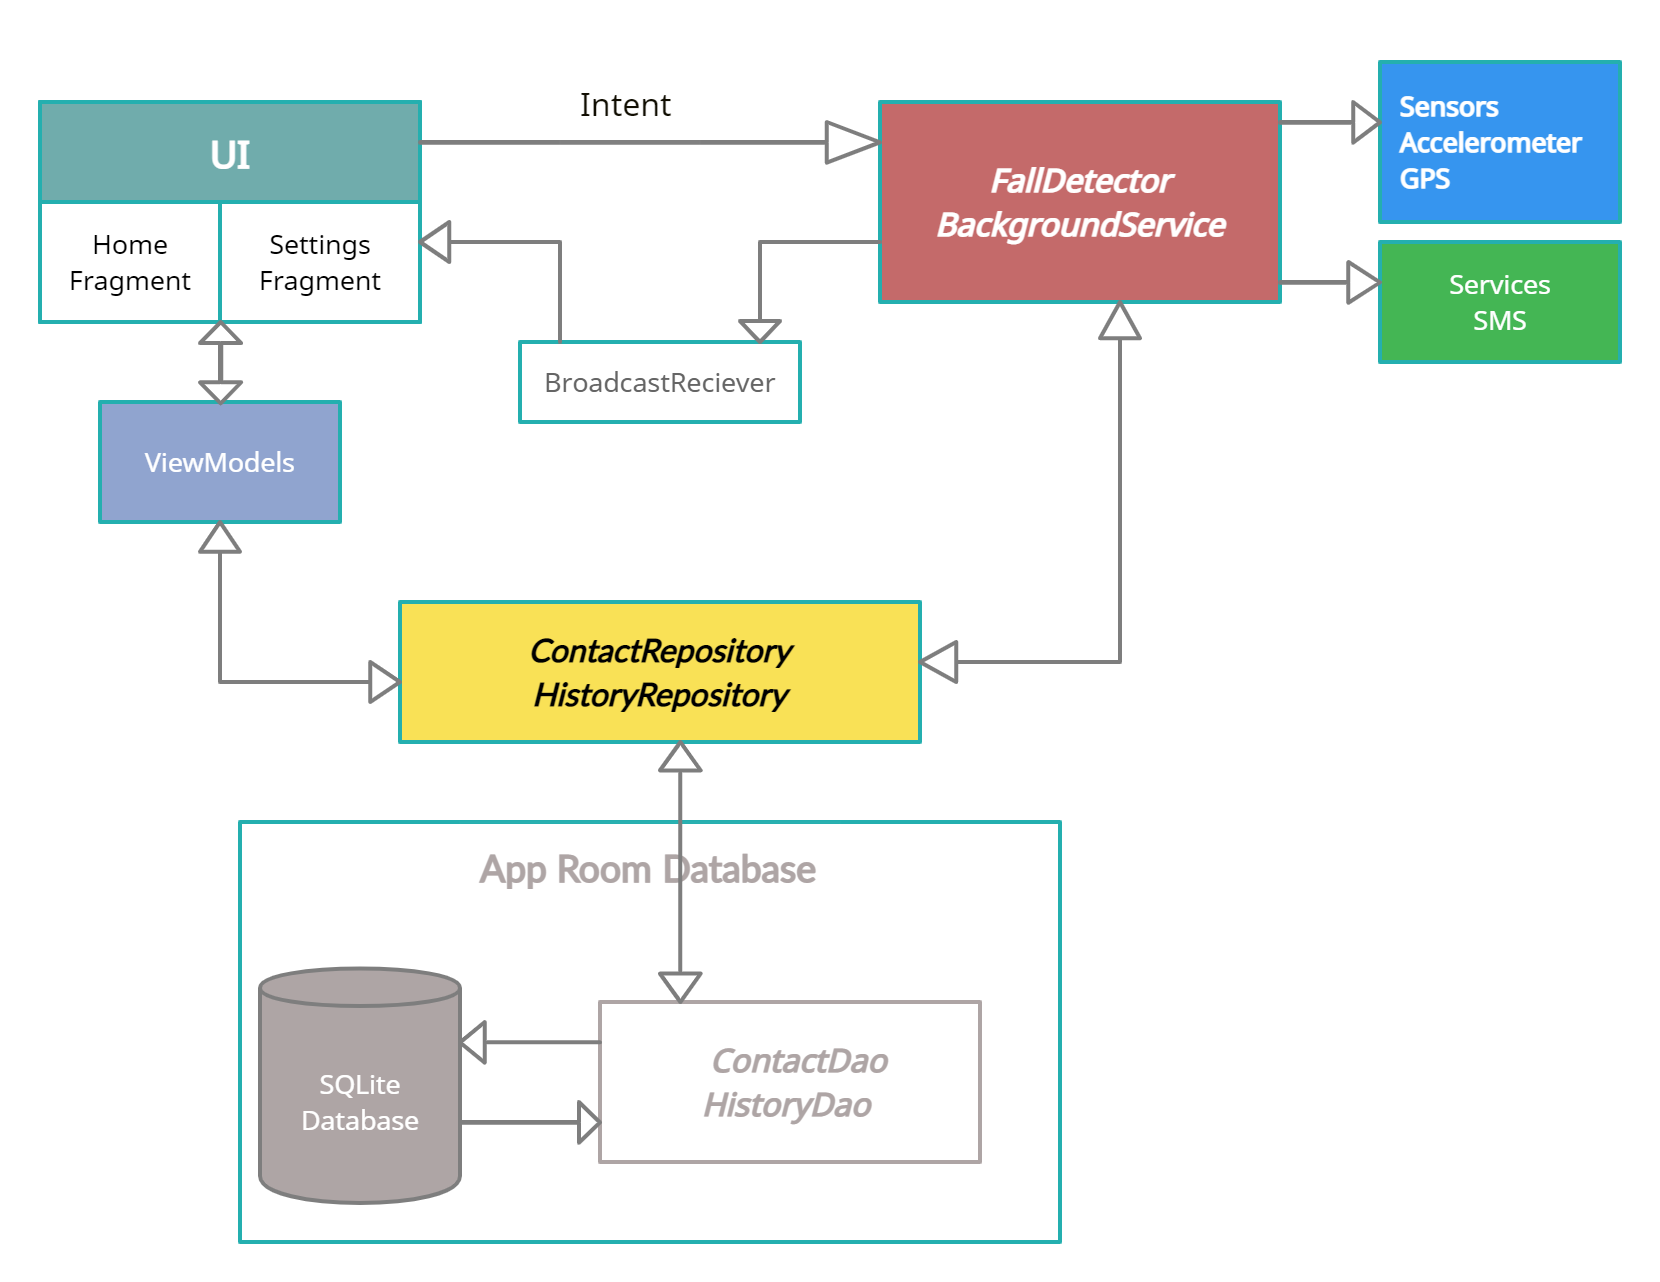 Intent
UI
Home
Fragment
Settings
Fragment
FallDetector
BackgroundService
Sensors
Accelerometer
GPS
Services
SMS
BroadcastReciever
ViewModels
ContactRepository
HistoryRepository
App Room Database
SQLite
Database
ContactDao
HistoryDao